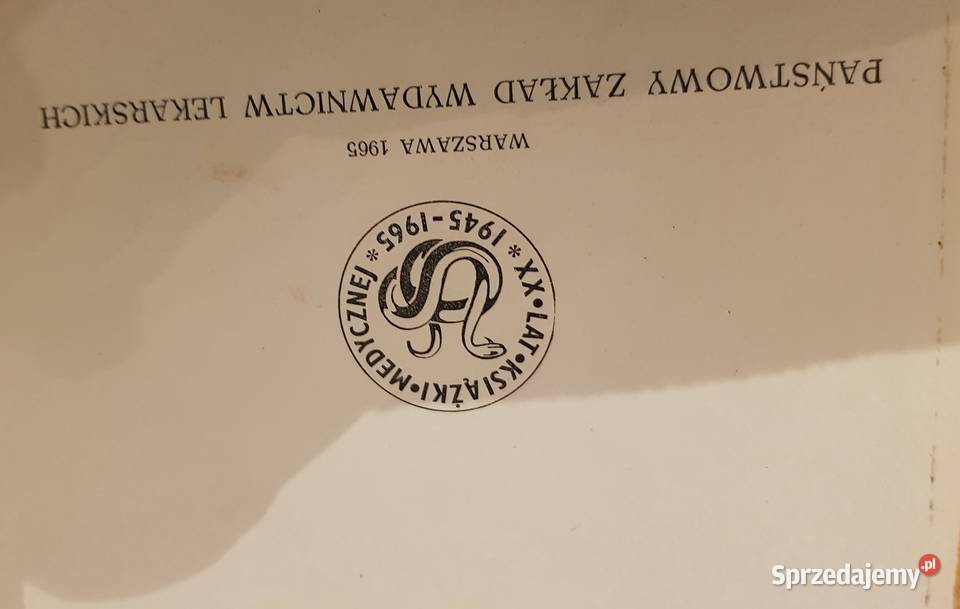 XX • LAT • KSIĄŻKI • MEDYCZNEJ * 1945-1965 *
WARSZAWA 1965
PAŃSTWOWY ZAKŁAD WYDAWNICTW LEKARSKICH
Sprzedajemy.pl